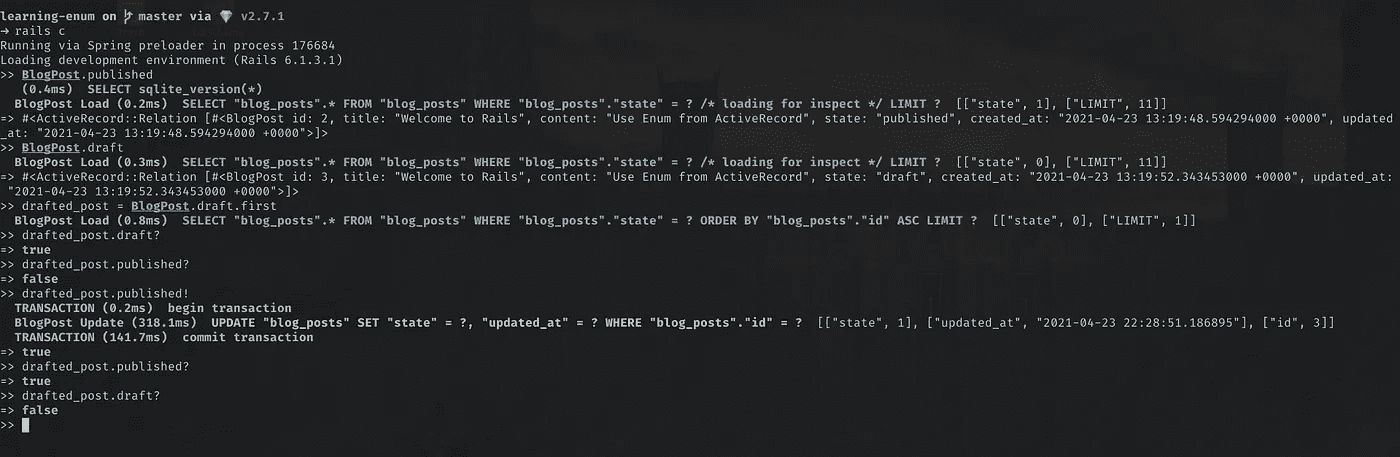 learning-enum on master via v2.7.1
→ rails c
Running via Spring preloader in process 176684
Loading development environment (Rails 6.1.3.1)
>> BlogPost.published
(0.4ms)  SELECT sqlite_version(*)
BlogPost Load (0.2ms)  SELECT "blog_posts".* FROM "blog_posts" WHERE "blog_posts"."state" = ? /* loading for inspect */ LIMIT ?  [["state", 1], ["LIMIT", 11]]
=> #<ActiveRecord::Relation [#<BlogPost id: 2, title: "Welcome to Rails", content: "Use Enum from ActiveRecord", state: "published", created_at: "2021-04-23 13:19:48.594294000 +0000", updated
_at: "2021-04-23 13:19:48.594294000 +0000">]>
>> BlogPost.draft
BlogPost Load (0.3ms)  SELECT "blog_posts".* FROM "blog_posts" WHERE "blog_posts"."state" = ? /* loading for inspect */ LIMIT ?  [["state", 0], ["LIMIT", 11]]
=> #<ActiveRecord::Relation [#<BlogPost id: 3, title: "Welcome to Rails", content: "Use Enum from ActiveRecord", state: "draft", created_at: "2021-04-23 13:19:52.343453000 +0000", updated_at:
"2021-04-23 13:19:52.343453000 +0000">]>
>> drafted_post = BlogPost.draft.first
BlogPost Load (0.8ms)  SELECT "blog_posts".* FROM "blog_posts" WHERE "blog_posts"."state" = ? ORDER BY "blog_posts"."id" ASC LIMIT ?  [["state", 0], ["LIMIT", 1]]
>> drafted_post.draft?
=> true
>> drafted_post.published?
=> false
>> drafted_post.published!
TRANSACTION (0.2ms)  begin transaction
BlogPost Update (318.1ms)  UPDATE "blog_posts" SET "state" = ?, "updated_at" = ? WHERE "blog_posts"."id" = ?  [["state", 1], ["updated_at", "2021-04-23 22:28:51.186895"], ["id", 3]]
TRANSACTION (141.7ms)  commit transaction
=> true
>> drafted_post.published?
=> true
>> drafted_post.draft?
=> false
>>